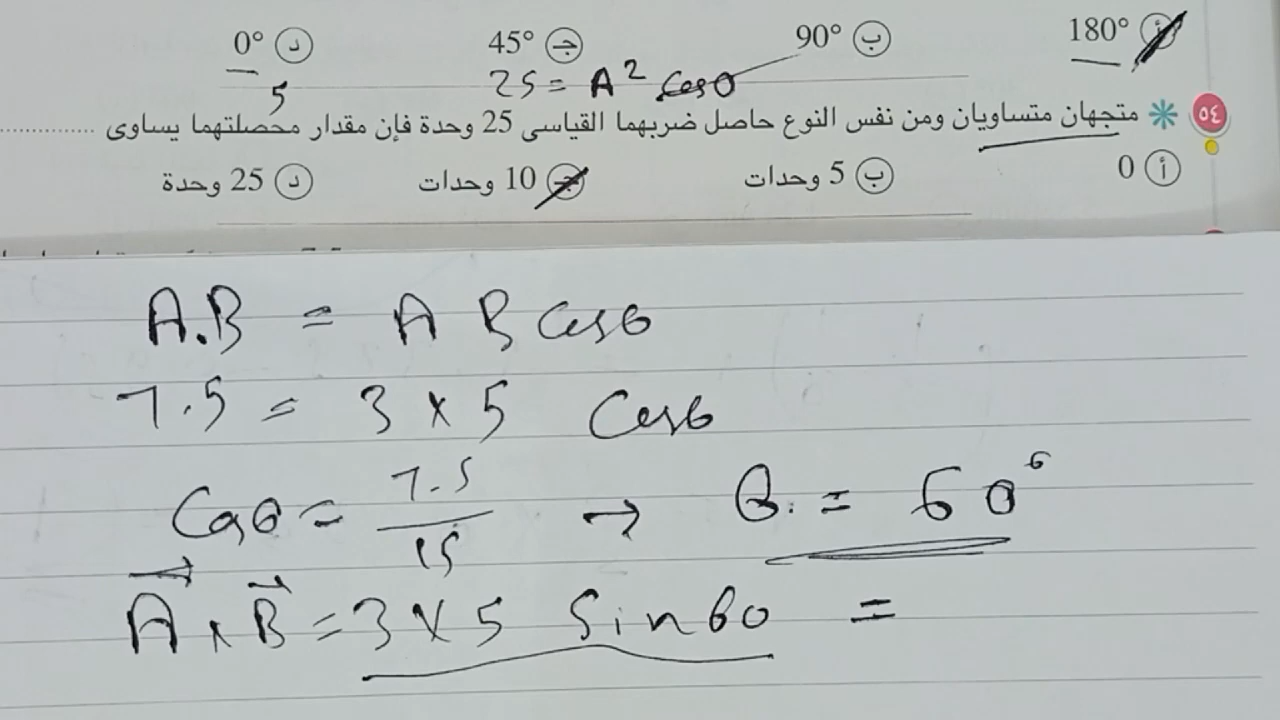 أ 180° ب 90° ج 45° د 0°
5 25 = A² Cos0
٥٤ متجهان متساويان ومن نفس النوع حاصل ضربهما القياسى 25 وحدة فإن مقدار محصلتهما يساوى ..............
أ 0 ب 5 وحدات ج 10 وحدات د 25 وحدة
A.B = A B Cosθ
7.5 = 3 × 5 Cosθ
Cosθ = 7.5/15 → θ = 60°
A × B = 3 × 5 Sin60 =